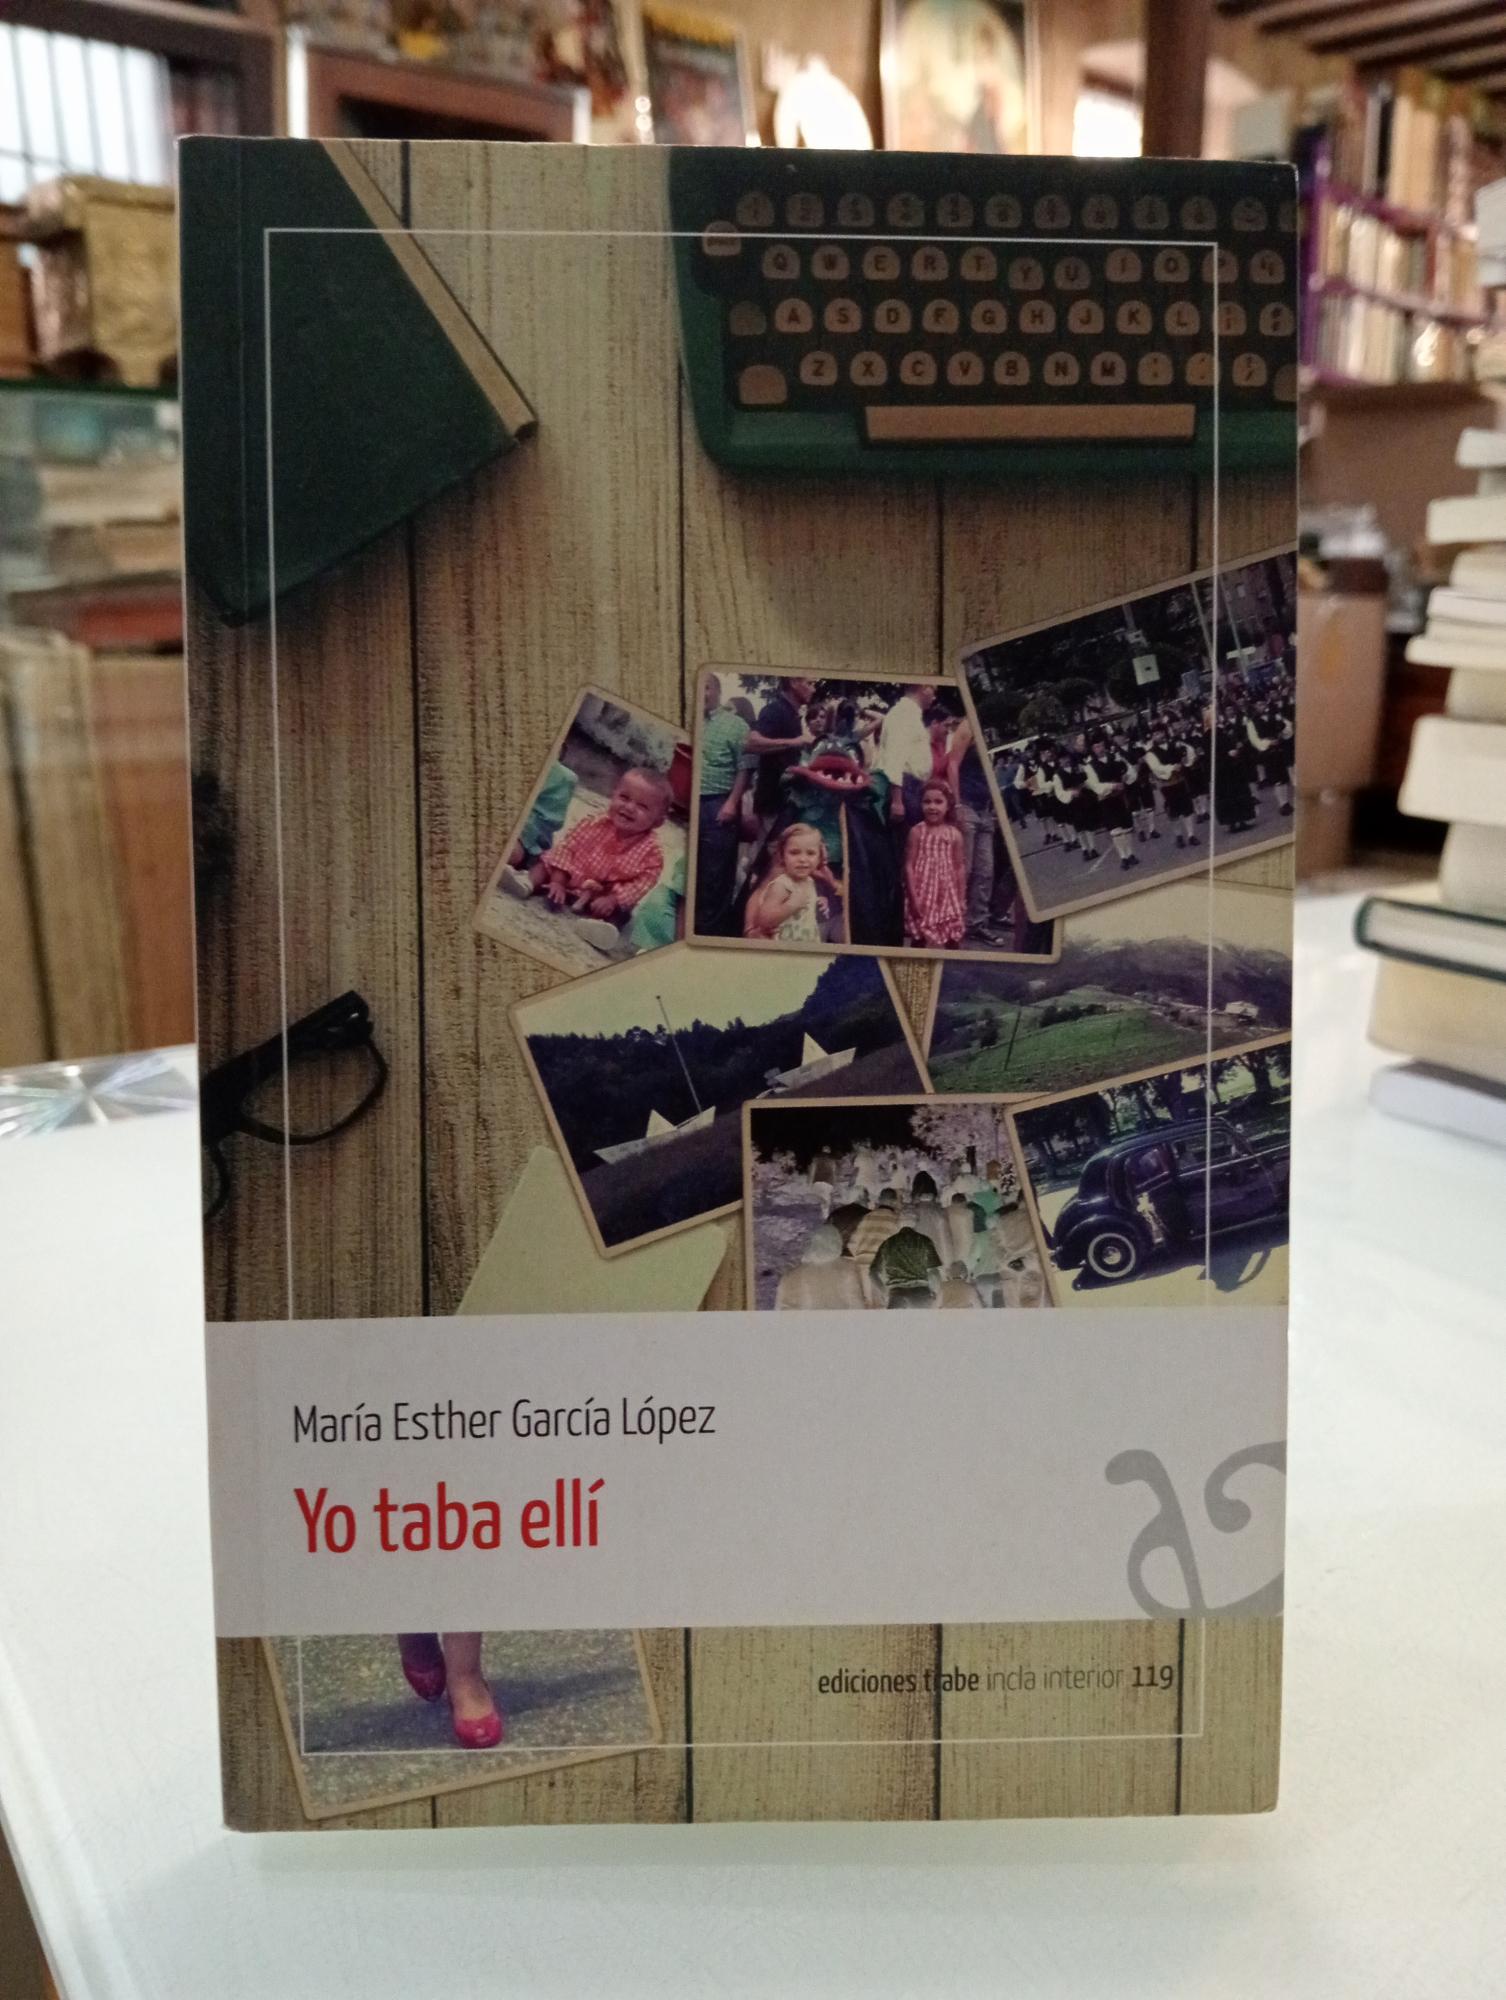 Q W E R T Y U I O P
A S D F G H J K L
Z X C V B N M
María Esther García López
Yo taba ellí
ediciones trabe incla interior 119